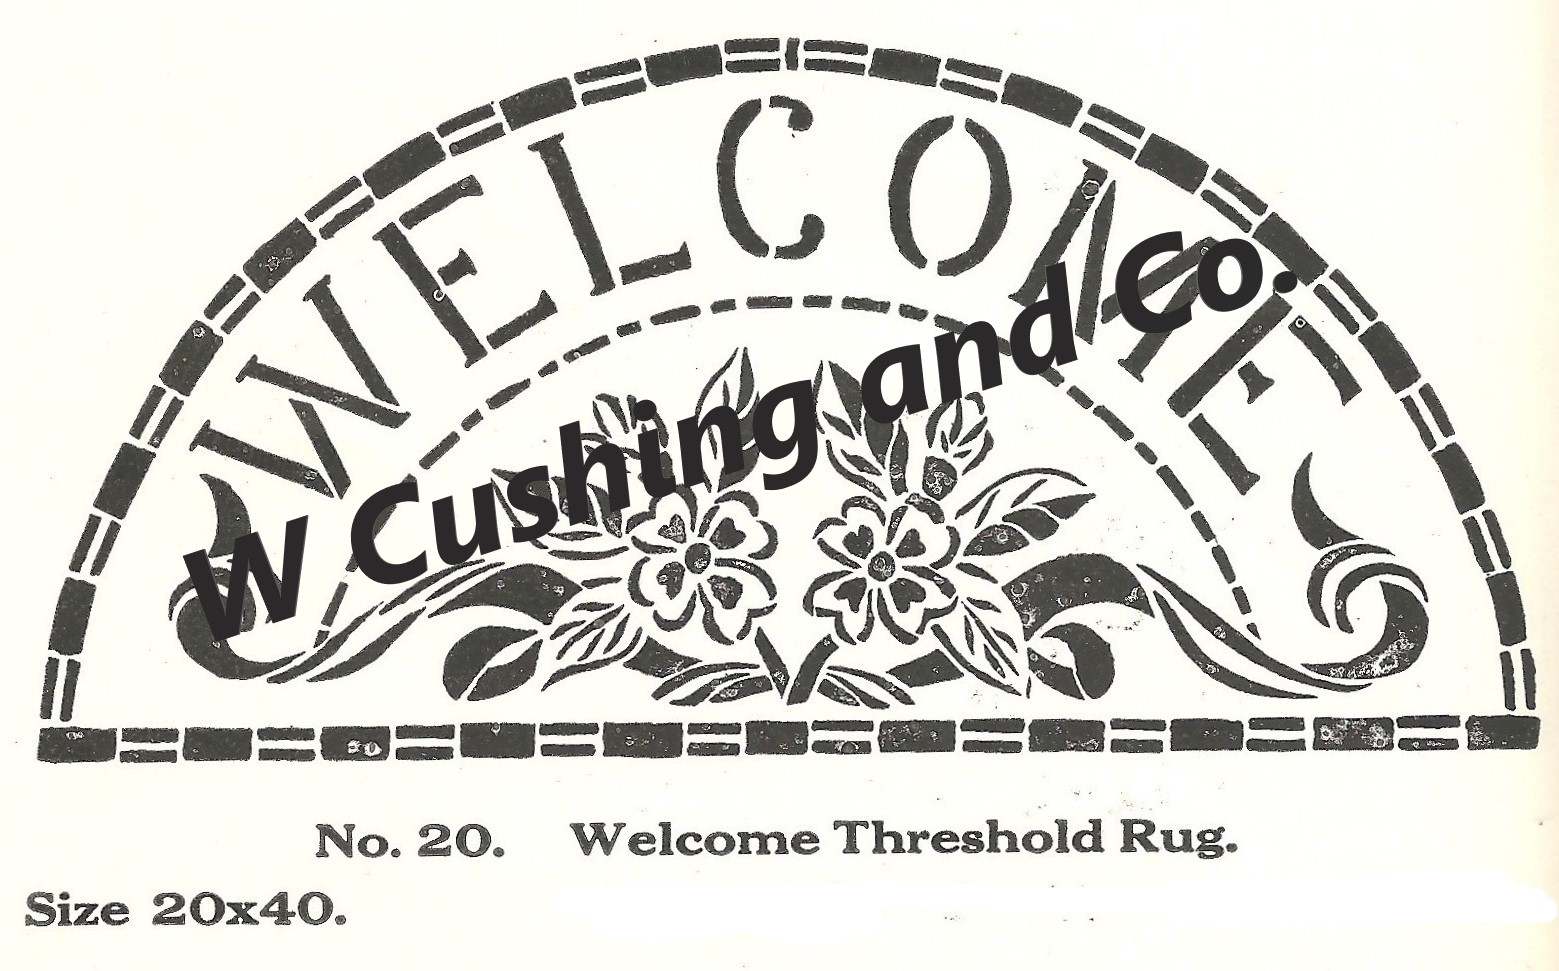 WELCOME
W Cushing and Co.
No. 20. Welcome Threshold Rug.
Size 20x40.